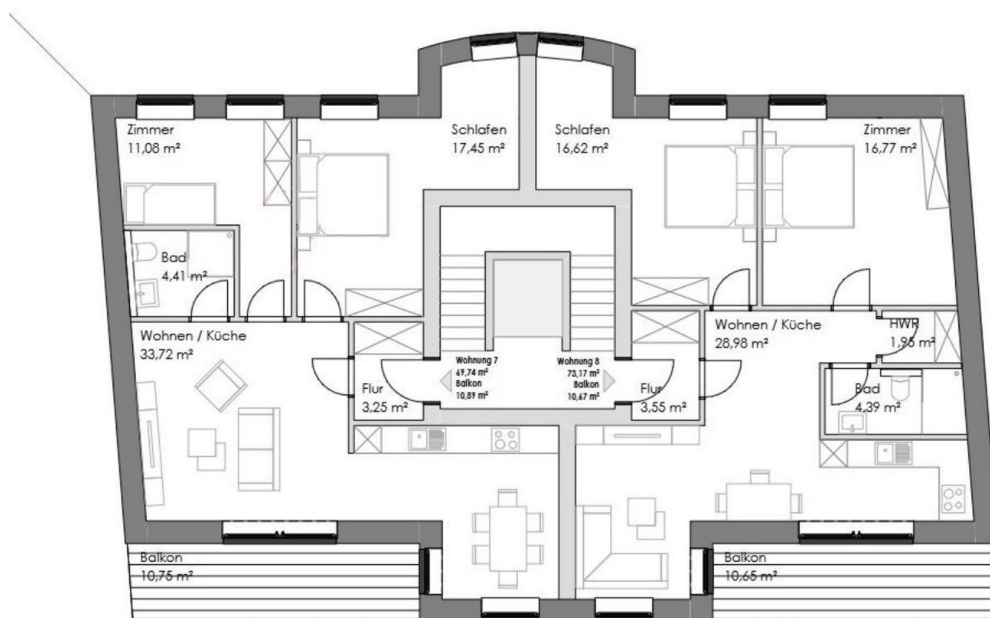 Zimmer
11,08 m²
Schlafen
17,45 m²
Schlafen
16,62 m²
Zimmer
16,77 m²
Bad
4,41 m²
Wohnen / Küche
33,72 m²
Flur
3,25 m²
Wohnung 7
69,74 m²
Balkon
10,89 m²
Wohnung 8
73,17 m²
Balkon
10,67 m²
Flur
3,55 m²
Wohnen / Küche
28,98 m²
HWR
1,95 m²
Bad
4,39 m²
Balkon
10,75 m²
Balkon
10,65 m²